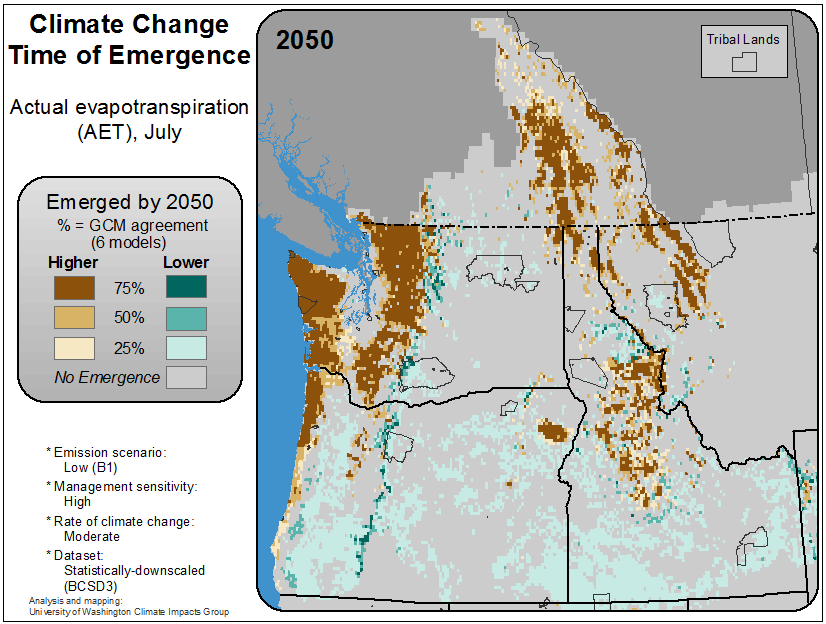 Climate Change
Time of Emergence
Actual evapotranspiration
(AET), July
Emerged by 2050
% = GCM agreement
(6 models)
Higher Lower
75%
50%
25%
No Emergence
* Emission scenario:
Low (B1)
* Management sensitivity:
High
* Rate of climate change:
Moderate
* Dataset:
Statistically-downscaled
(BCSD3)
Analysis and mapping:
University of Washington Climate Impacts Group
2050
Tribal Lands